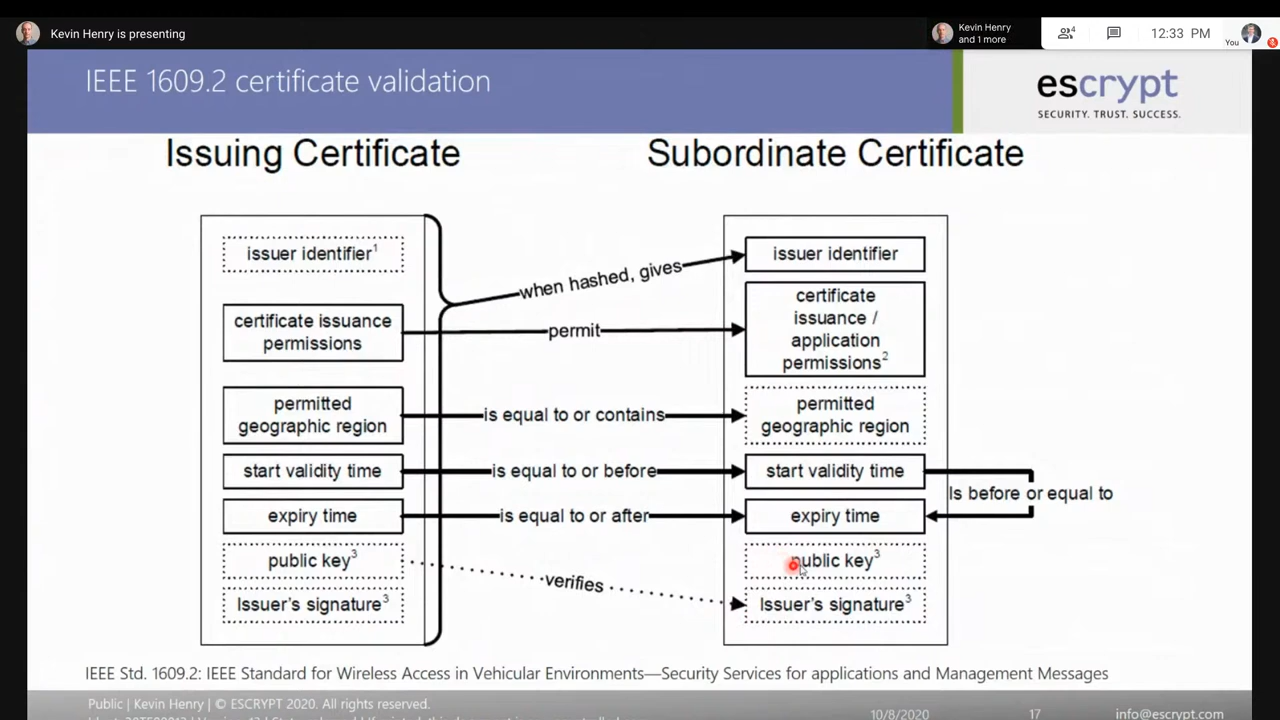 Kevin Henry is presenting
Kevin Henry
and 1 more
4
12:33 PM
You
IEEE 1609.2 certificate validation
escrypt
SECURITY. TRUST. SUCCESS.
Issuing Certificate
Subordinate Certificate
issuer identifier1
when hashed, gives
issuer identifier
certificate issuance
permissions
permit
certificate
issuance /
application
permissions2
permitted
geographic region
is equal to or contains
permitted
geographic region
start validity time
is equal to or before
start validity time
Is before or equal to
expiry time
is equal to or after
expiry time
public key3
verifies
public key3
Issuer's signature3
Issuer's signature3
IEEE Std. 1609.2: IEEE Standard for Wireless Access in Vehicular Environments—Security Services for applications and Management Messages
Public | Kevin Henry | © ESCRYPT 2020. All rights reserved.
10/8/2020
17
info@escrypt.com